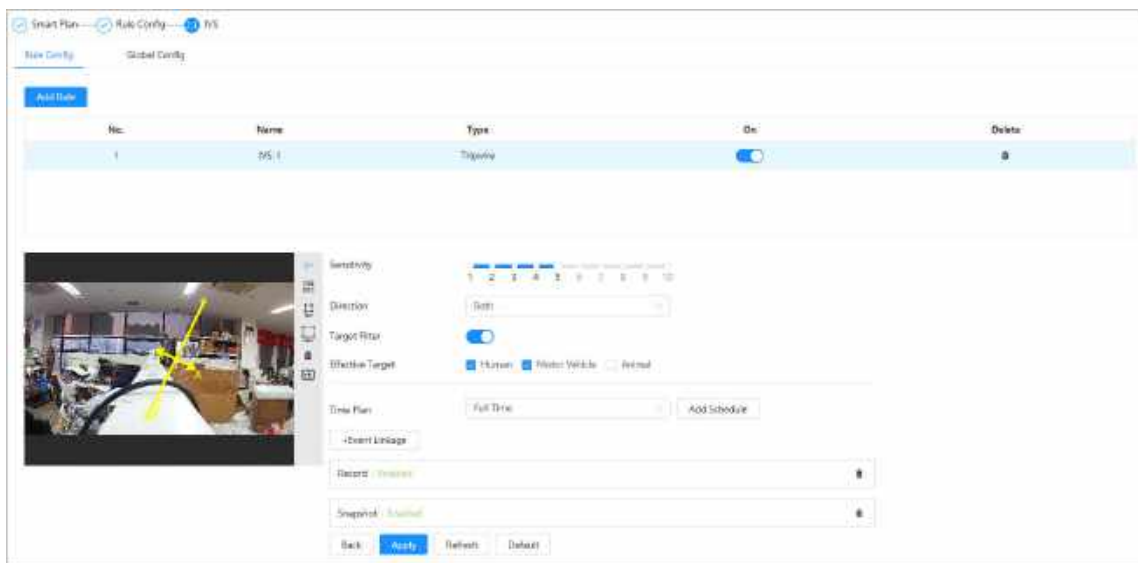 Smart Plan Rule Config IVS
Rule Config Global Config
Add Rule
No. Name Type On Delete
1 IVS-1 Tripwire
Sensitivity
1 2 3 4 5 6 7 8 9 10
Direction Both
Target Filter
Effective Target Human Motor Vehicle Animal
Time Plan Full Time Add Schedule
+Event Linkage
Record Enabled
Snapshot Enabled
Back Apply Refresh Default